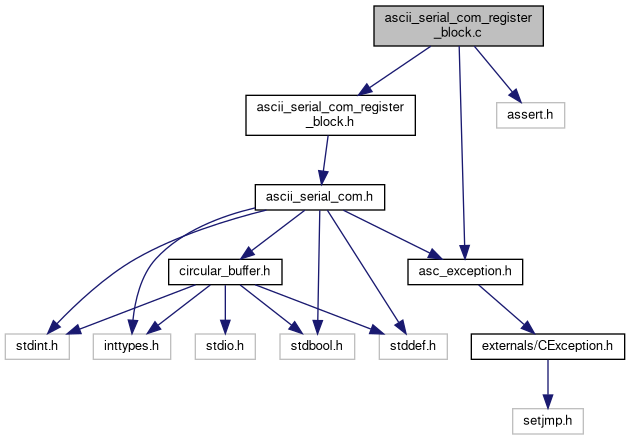 ascii_serial_com_register
_block.c
ascii_serial_com_register
_block.h
assert.h
ascii_serial_com.h
circular_buffer.h
asc_exception.h
stdint.h
inttypes.h
stdio.h
stdbool.h
stddef.h
externals/CException.h
setjmp.h